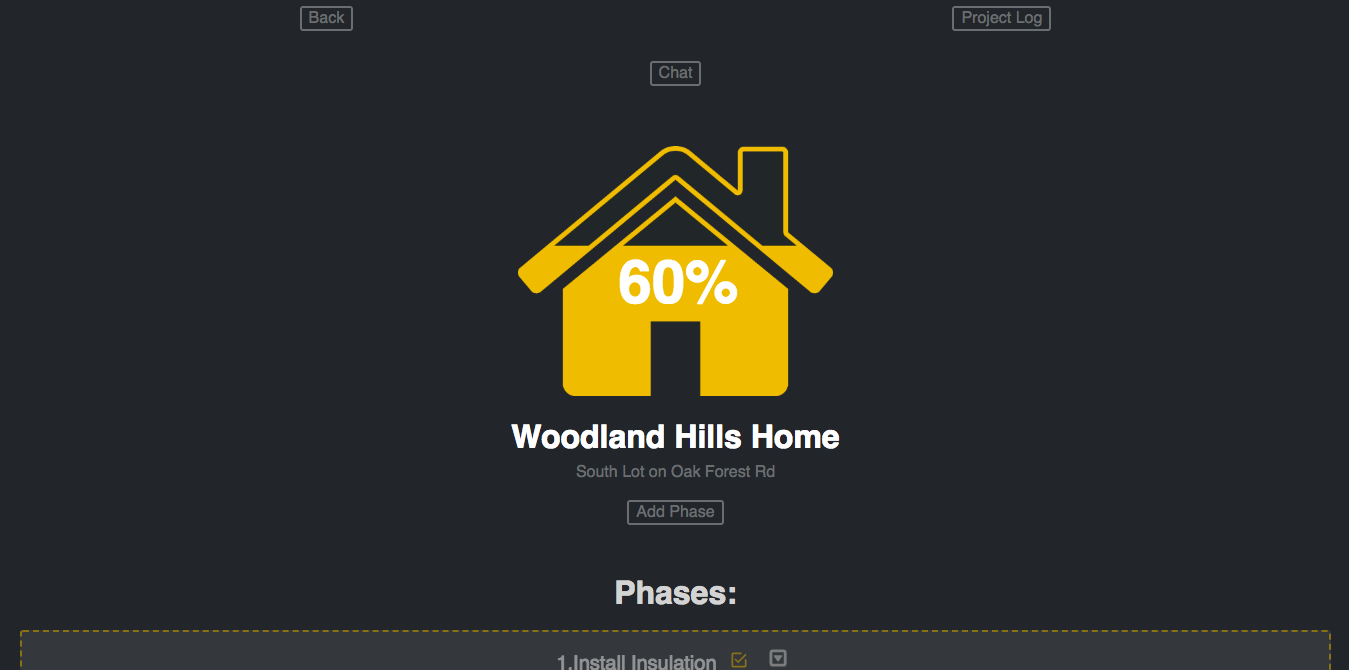 Back
Project Log
Chat
60%
Woodland Hills Home
South Lot on Oak Forest Rd
Add Phase
Phases:
1.Install Insulation